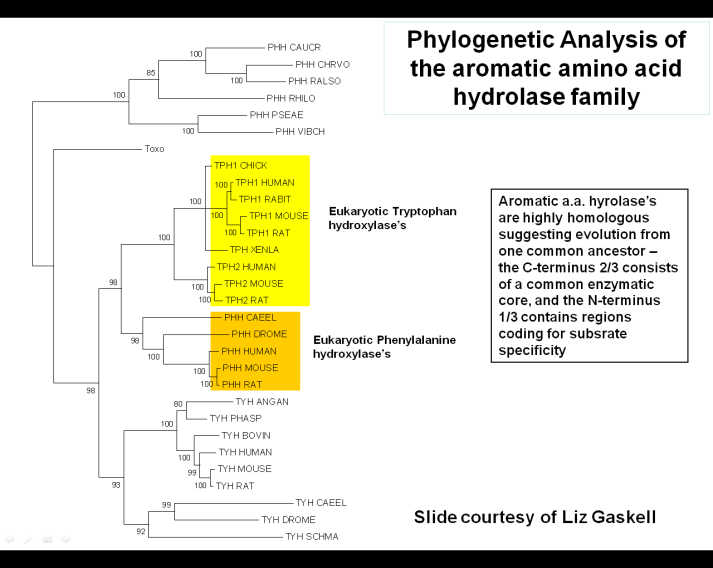 Phylogenetic Analysis of
the aromatic amino acid
hydrolase family
PHH CAUCR
100
PHH CHRVO
85
100
PHH RALSO
100
PHH RHILO
PHH PSEAE
100
PHH VIBCH
Toxo
TPH1 CHICK
100 TPH1 HUMAN
TPH1 RABIT
100
100 TPH1 MOUSE
100 TPH1 RAT
100
TPH XENLA
TPH2 HUMAN
100 TPH2 MOUSE
100 TPH2 RAT
98
PHH CAEEL
98
PHH DROME
100
PHH HUMAN
100 PHH MOUSE
100 PHH RAT
98
80 TYH ANGAN
TYH PHASP
100
TYH BOVIN
100 TYH HUMAN
99 TYH MOUSE
100 TYH RAT
93
99 TYH CAEEL
TYH DROME
92
TYH SCHMA
Eukaryotic Tryptophan
hydroxylase's
Eukaryotic Phenylalanine
hydroxylase's
Aromatic a.a. hyrolase's
are highly homologous
suggesting evolution from
one common ancestor –
the C-terminus 2/3 consists
of a common enzymatic
core, and the N-terminus
1/3 contains regions
coding for subsrate
specificity
Slide courtesy of Liz Gaskell